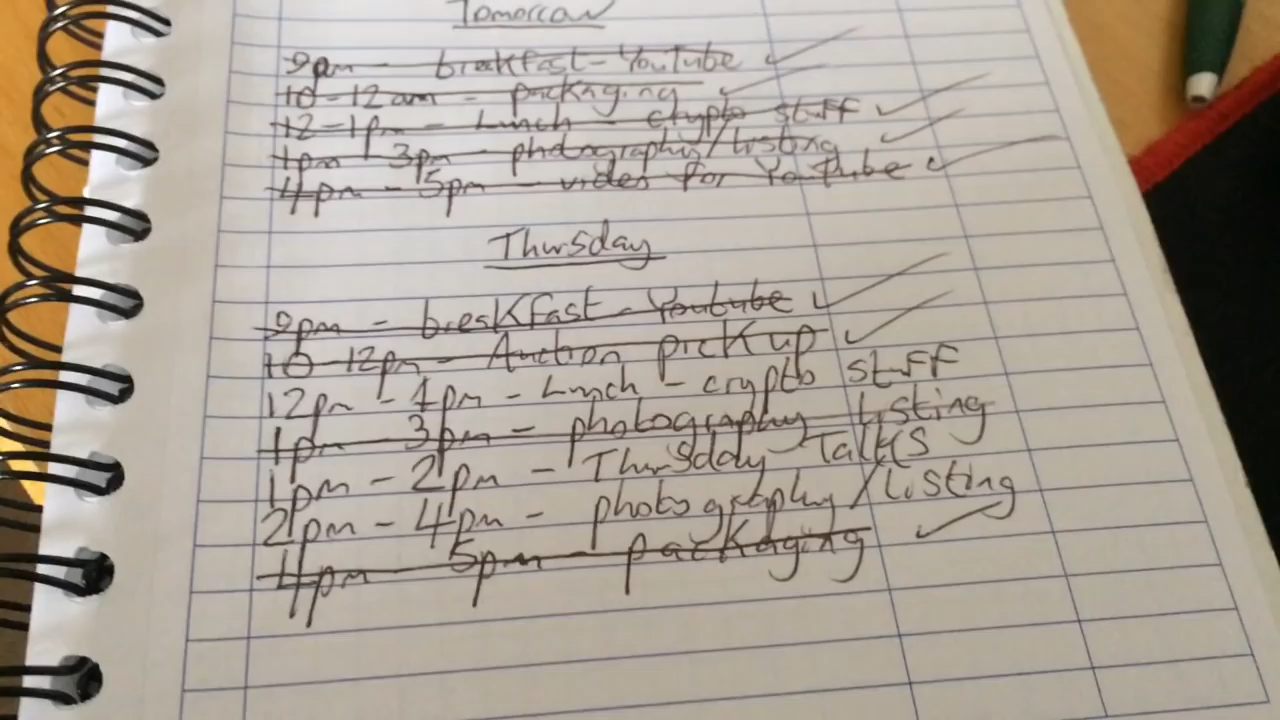 Tomorrow
9pm - breakfast - YouTube
10-12am - packaging
12-1pm - Lunch - crypto stuff
1pm - 3pm - photography/listing
4pm - 5pm - video for YouTube
Thursday
9pm - breakfast - Youtube
10-12pm - Auction pickup
12pm - 1pm - Lunch - crypto stuff
1pm - 3pm - photography listing
1pm - 2pm - Thursday Talks
2pm - 4pm - photography/listing
4pm - 5pm - packaging